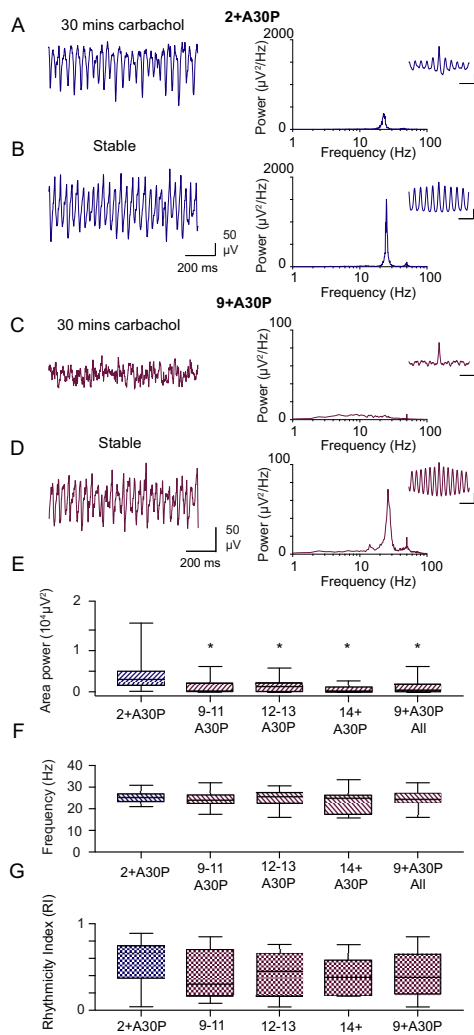 A
2+A30P
30 mins carbachol
Power (µV²/Hz)
2000
0
1 10 100
Frequency (Hz)
B
Stable
50
µV
200 ms
Power (µV²/Hz)
2000
0
1 10 100
Frequency (Hz)
9+A30P
C
30 mins carbachol
Power (µV²/Hz)
100
0
1 10 100
Frequency (Hz)
D
Stable
50
µV
200 ms
Power (µV²/Hz)
100
0
1 10 100
Frequency (Hz)
E
Area power (10⁴µV²)
2
1
0
* * * *
2+A30P 9-11 12-13 14+ 9+A30P
A30P A30P A30P All
F
Frequency (Hz)
40
30
20
10
0
2+A30P 9-11 12-13 14+ 9+A30P
A30P A30P A30P All
G
Rhythmicity Index (RI)
1
0
2+A30P 9-11 12-13 14+ 9+A30P